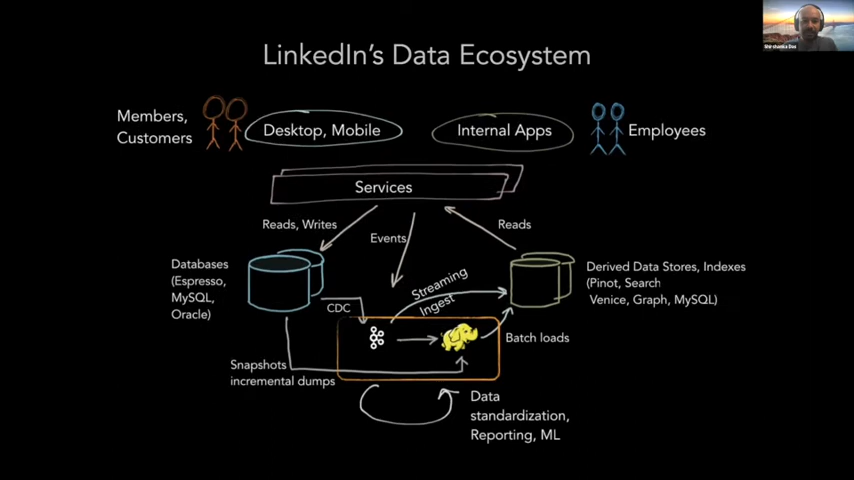 LinkedIn's Data Ecosystem
Members,
Customers
Desktop, Mobile
Internal Apps
Employees
Services
Reads, Writes
Events
Reads
Databases
(Espresso,
MySQL,
Oracle)
CDC
Streaming
Ingest
Derived Data Stores, Indexes
(Pinot, Search
Venice, Graph, MySQL)
Batch loads
Snapshots
incremental dumps
Data
standardization,
Reporting, ML
Shirshanka Das